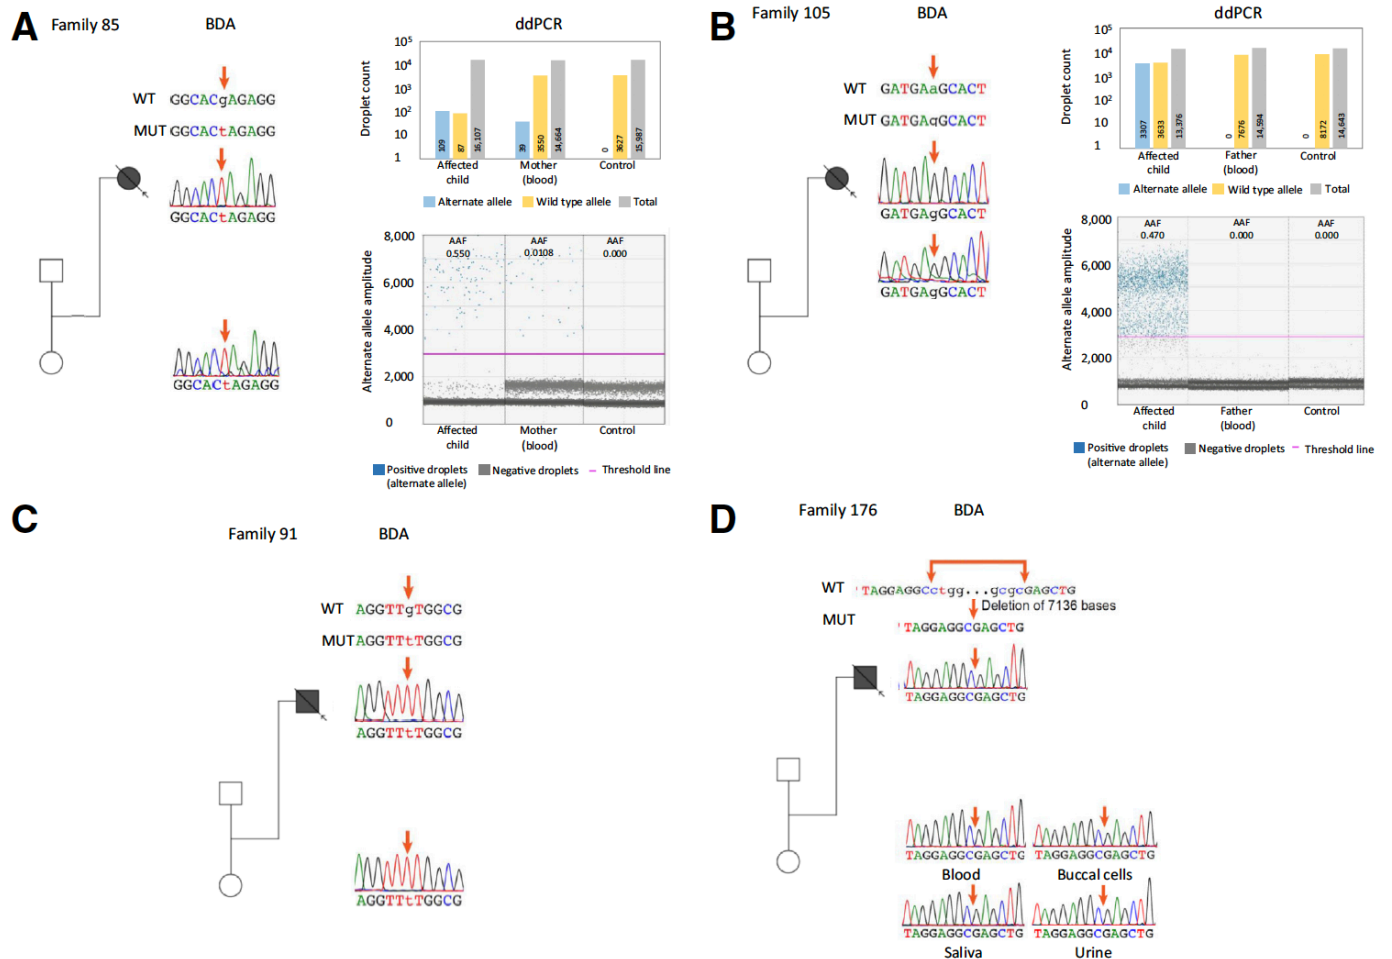 A
Family 85
BDA
ddPCR
WT GGCACgAGAGG
MUT GGCACtAGAGG
GGCACtAGAGG
GGCACtAGAGG
Droplet count
10⁵
10⁴
10³
10²
10
1
109
87
16,107
39
3550
14,664
0
3627
15,987
Affected child
Mother (blood)
Control
Alternate allele
Wild type allele
Total
Alternate allele amplitude
8,000
6,000
4,000
2,000
0
AAF 0.550
AAF 0.0108
AAF 0.000
Affected child
Mother (blood)
Control
Positive droplets (alternate allele)
Negative droplets
Threshold line
B
Family 105
BDA
ddPCR
WT GATGAaGCACT
MUT GATGAgGCACT
GATGAgGCACT
GATGAgGCACT
Droplet count
10⁵
10⁴
10³
10²
10
1
3307
3633
13,376
0
7676
14,594
0
8172
14,643
Affected child
Father (blood)
Control
Alternate allele
Wild type allele
Total
Alternate allele amplitude
8,000
6,000
4,000
2,000
0
AAF 0.470
AAF 0.000
AAF 0.000
Affected child
Father (blood)
Control
Positive droplets (alternate allele)
Negative droplets
Threshold line
C
Family 91
BDA
WT AGGTTgTGGCG
MUT AGGTTtTGGCG
AGGTTtTGGCG
AGGTTtTGGCG
D
Family 176
BDA
WT TAGGAGGCctgg...gcgcGAGCTG
Deletion of 7136 bases
MUT
TAGGAGGCGAGCTG
TAGGAGGCGAGCTG
TAGGAGGCGAGCTG
TAGGAGGCGAGCTG
Blood
Buccal cells
TAGGAGGCGAGCTG
TAGGAGGCGAGCTG
Saliva
Urine